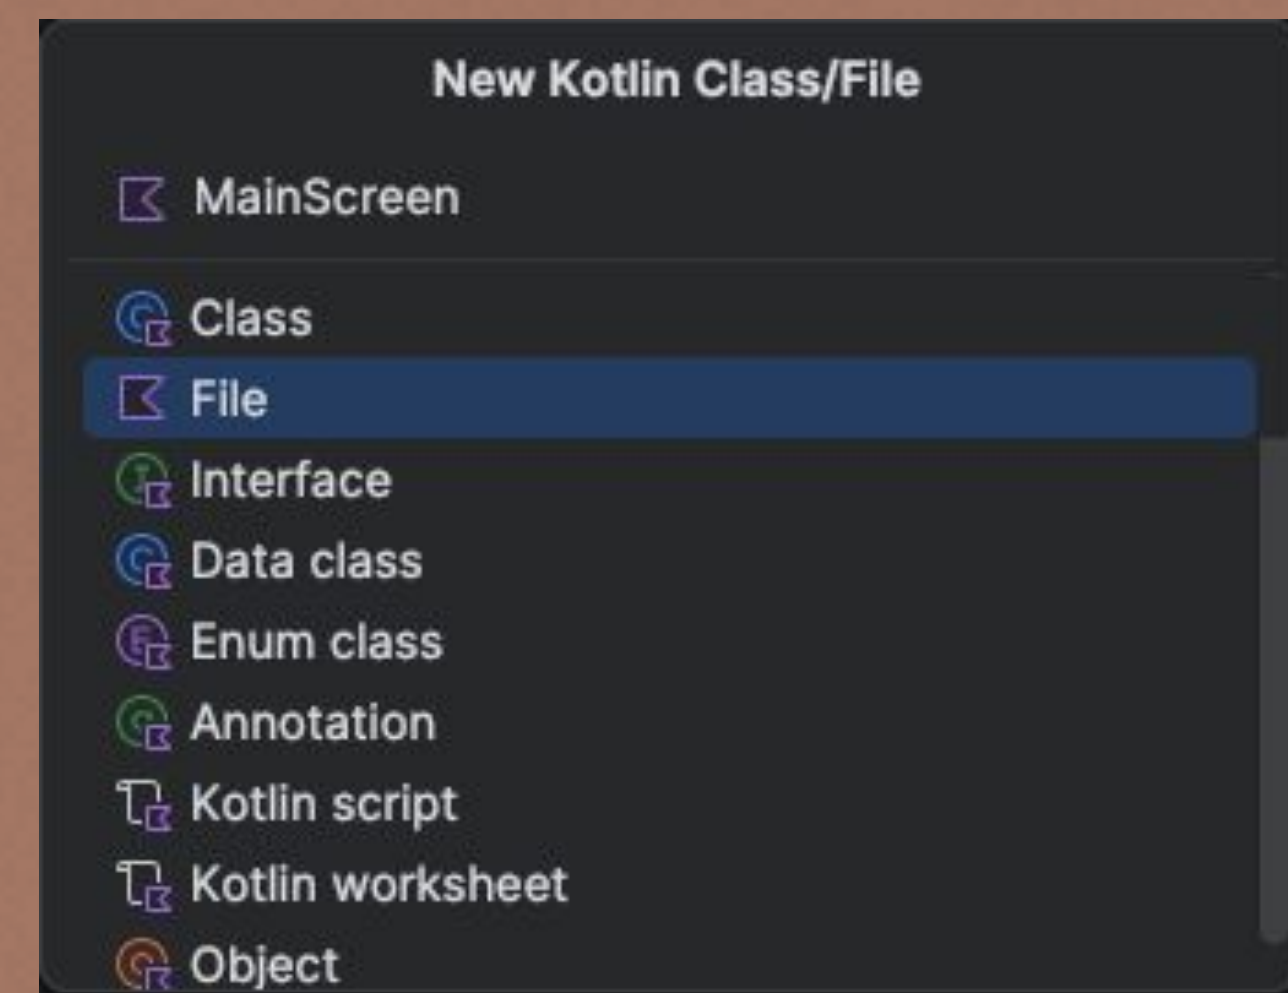 New Kotlin Class/File
MainScreen
Class
File
Interface
Data class
Enum class
Annotation
Kotlin script
Kotlin worksheet
Object